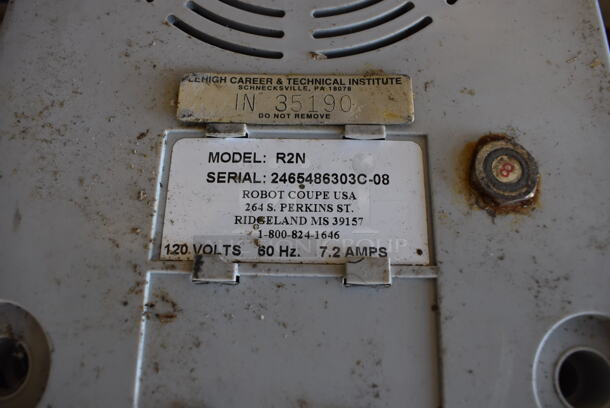 LEHIGH CAREER & TECHNICAL INSTITUTE
SCHNECKSVILLE, PA 18078
IN 35190
DO NOT REMOVE
MODEL: R2N
SERIAL: 2465486303C-08
ROBOT COUPE USA
264 S. PERKINS ST.
RIDGELAND MS 39157
1-800-824-1646
120 VOLTS 60 Hz. 7.2 AMPS
8